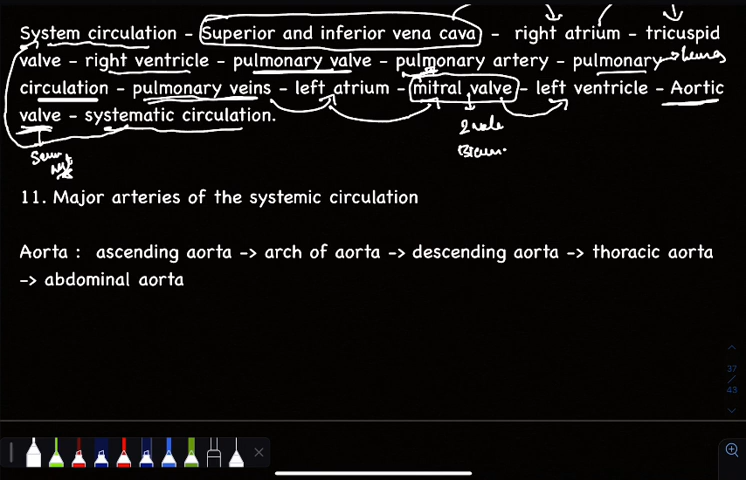 System circulation - Superior and inferior vena cava - right atrium - tricuspid
valve - right ventricle - pulmonary valve - pulmonary artery - pulmonary → lungs
circulation - pulmonary veins - left atrium - mitral valve - left ventricle - Aortic
valve - systematic circulation.
11. Major arteries of the systemic circulation
Aorta : ascending aorta -> arch of aorta -> descending aorta -> thoracic aorta
-> abdominal aorta
37
/
43